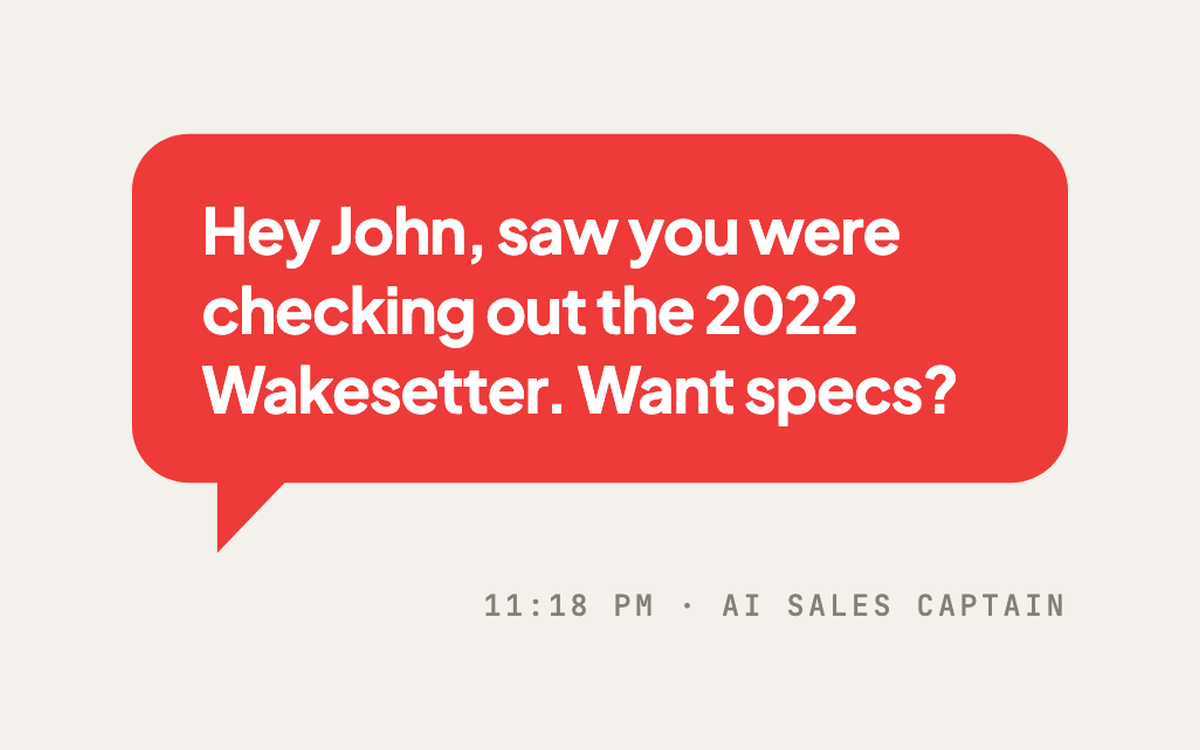 Hey John, saw you were
checking out the 2022
Wakesetter. Want specs?
11:18 PM · AI SALES CAPTAIN